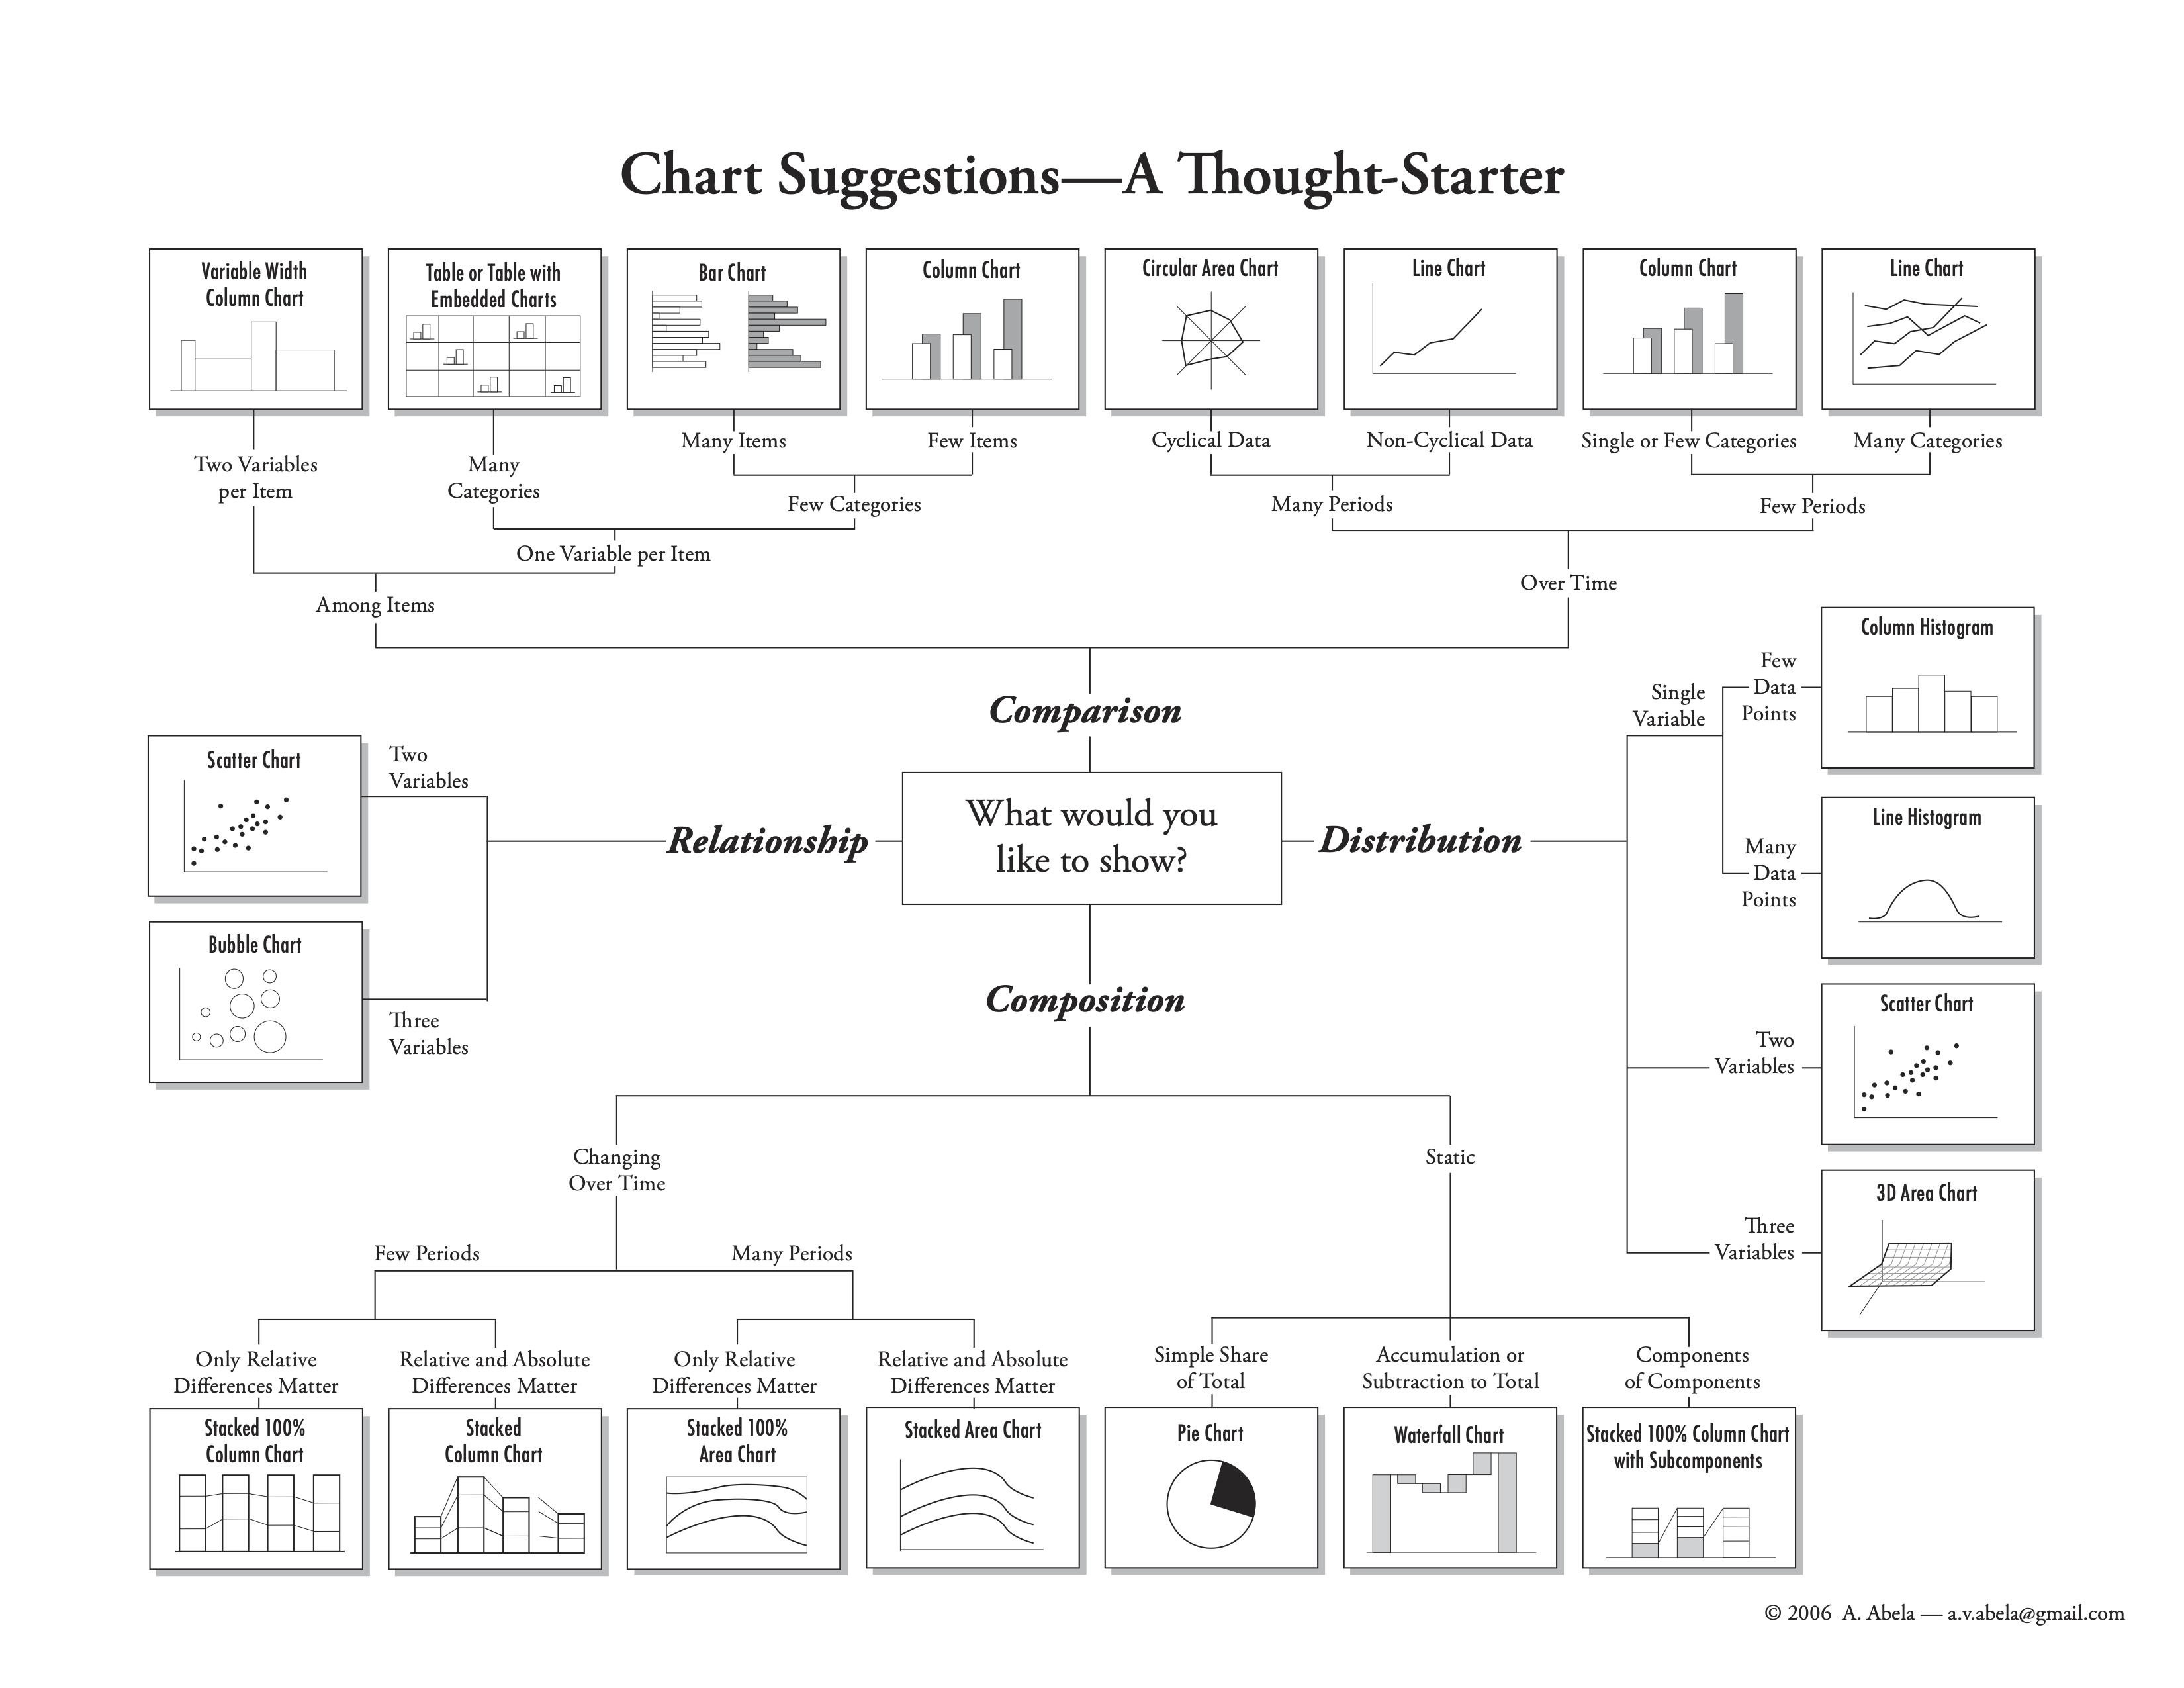 Chart Suggestions—A Thought-Starter
Variable Width
Column Chart
Table or Table with
Embedded Charts
Bar Chart
Column Chart
Circular Area Chart
Line Chart
Column Chart
Line Chart
Two Variables
per Item
Many
Categories
Many Items
Few Items
Cyclical Data
Non-Cyclical Data
Single or Few Categories
Many Categories
Few Categories
Many Periods
Few Periods
One Variable per Item
Among Items
Over Time
Comparison
Relationship
What would you
like to show?
Distribution
Composition
Two
Variables
Scatter Chart
Bubble Chart
Three
Variables
Single
Variable
Few
Data
Points
Column Histogram
Many
Data
Points
Line Histogram
Two
Variables
Scatter Chart
Three
Variables
3D Area Chart
Changing
Over Time
Static
Few Periods
Many Periods
Only Relative
Differences Matter
Relative and Absolute
Differences Matter
Only Relative
Differences Matter
Relative and Absolute
Differences Matter
Simple Share
of Total
Accumulation or
Subtraction to Total
Components
of Components
Stacked 100%
Column Chart
Stacked
Column Chart
Stacked 100%
Area Chart
Stacked Area Chart
Pie Chart
Waterfall Chart
Stacked 100% Column Chart
with Subcomponents
© 2006 A. Abela — a.v.abela@gmail.com